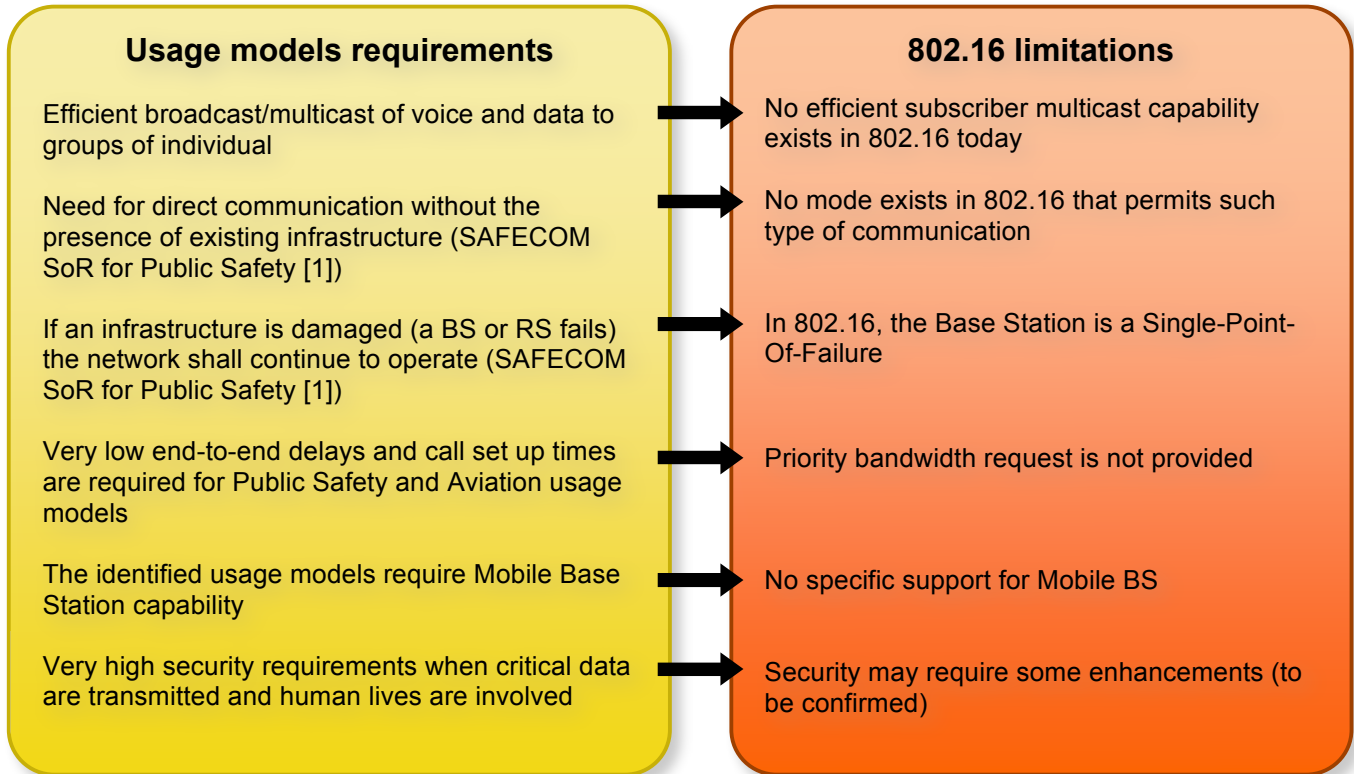 Usage models requirements
Efficient broadcast/multicast of voice and data to
groups of individual
Need for direct communication without the
presence of existing infrastructure (SAFECOM
SoR for Public Safety [1])
If an infrastructure is damaged (a BS or RS fails)
the network shall continue to operate (SAFECOM
SoR for Public Safety [1])
Very low end-to-end delays and call set up times
are required for Public Safety and Aviation usage
models
The identified usage models require Mobile Base
Station capability
Very high security requirements when critical data
are transmitted and human lives are involved
802.16 limitations
No efficient subscriber multicast capability
exists in 802.16 today
No mode exists in 802.16 that permits such
type of communication
In 802.16, the Base Station is a Single-Point-
Of-Failure
Priority bandwidth request is not provided
No specific support for Mobile BS
Security may require some enhancements (to
be confirmed)